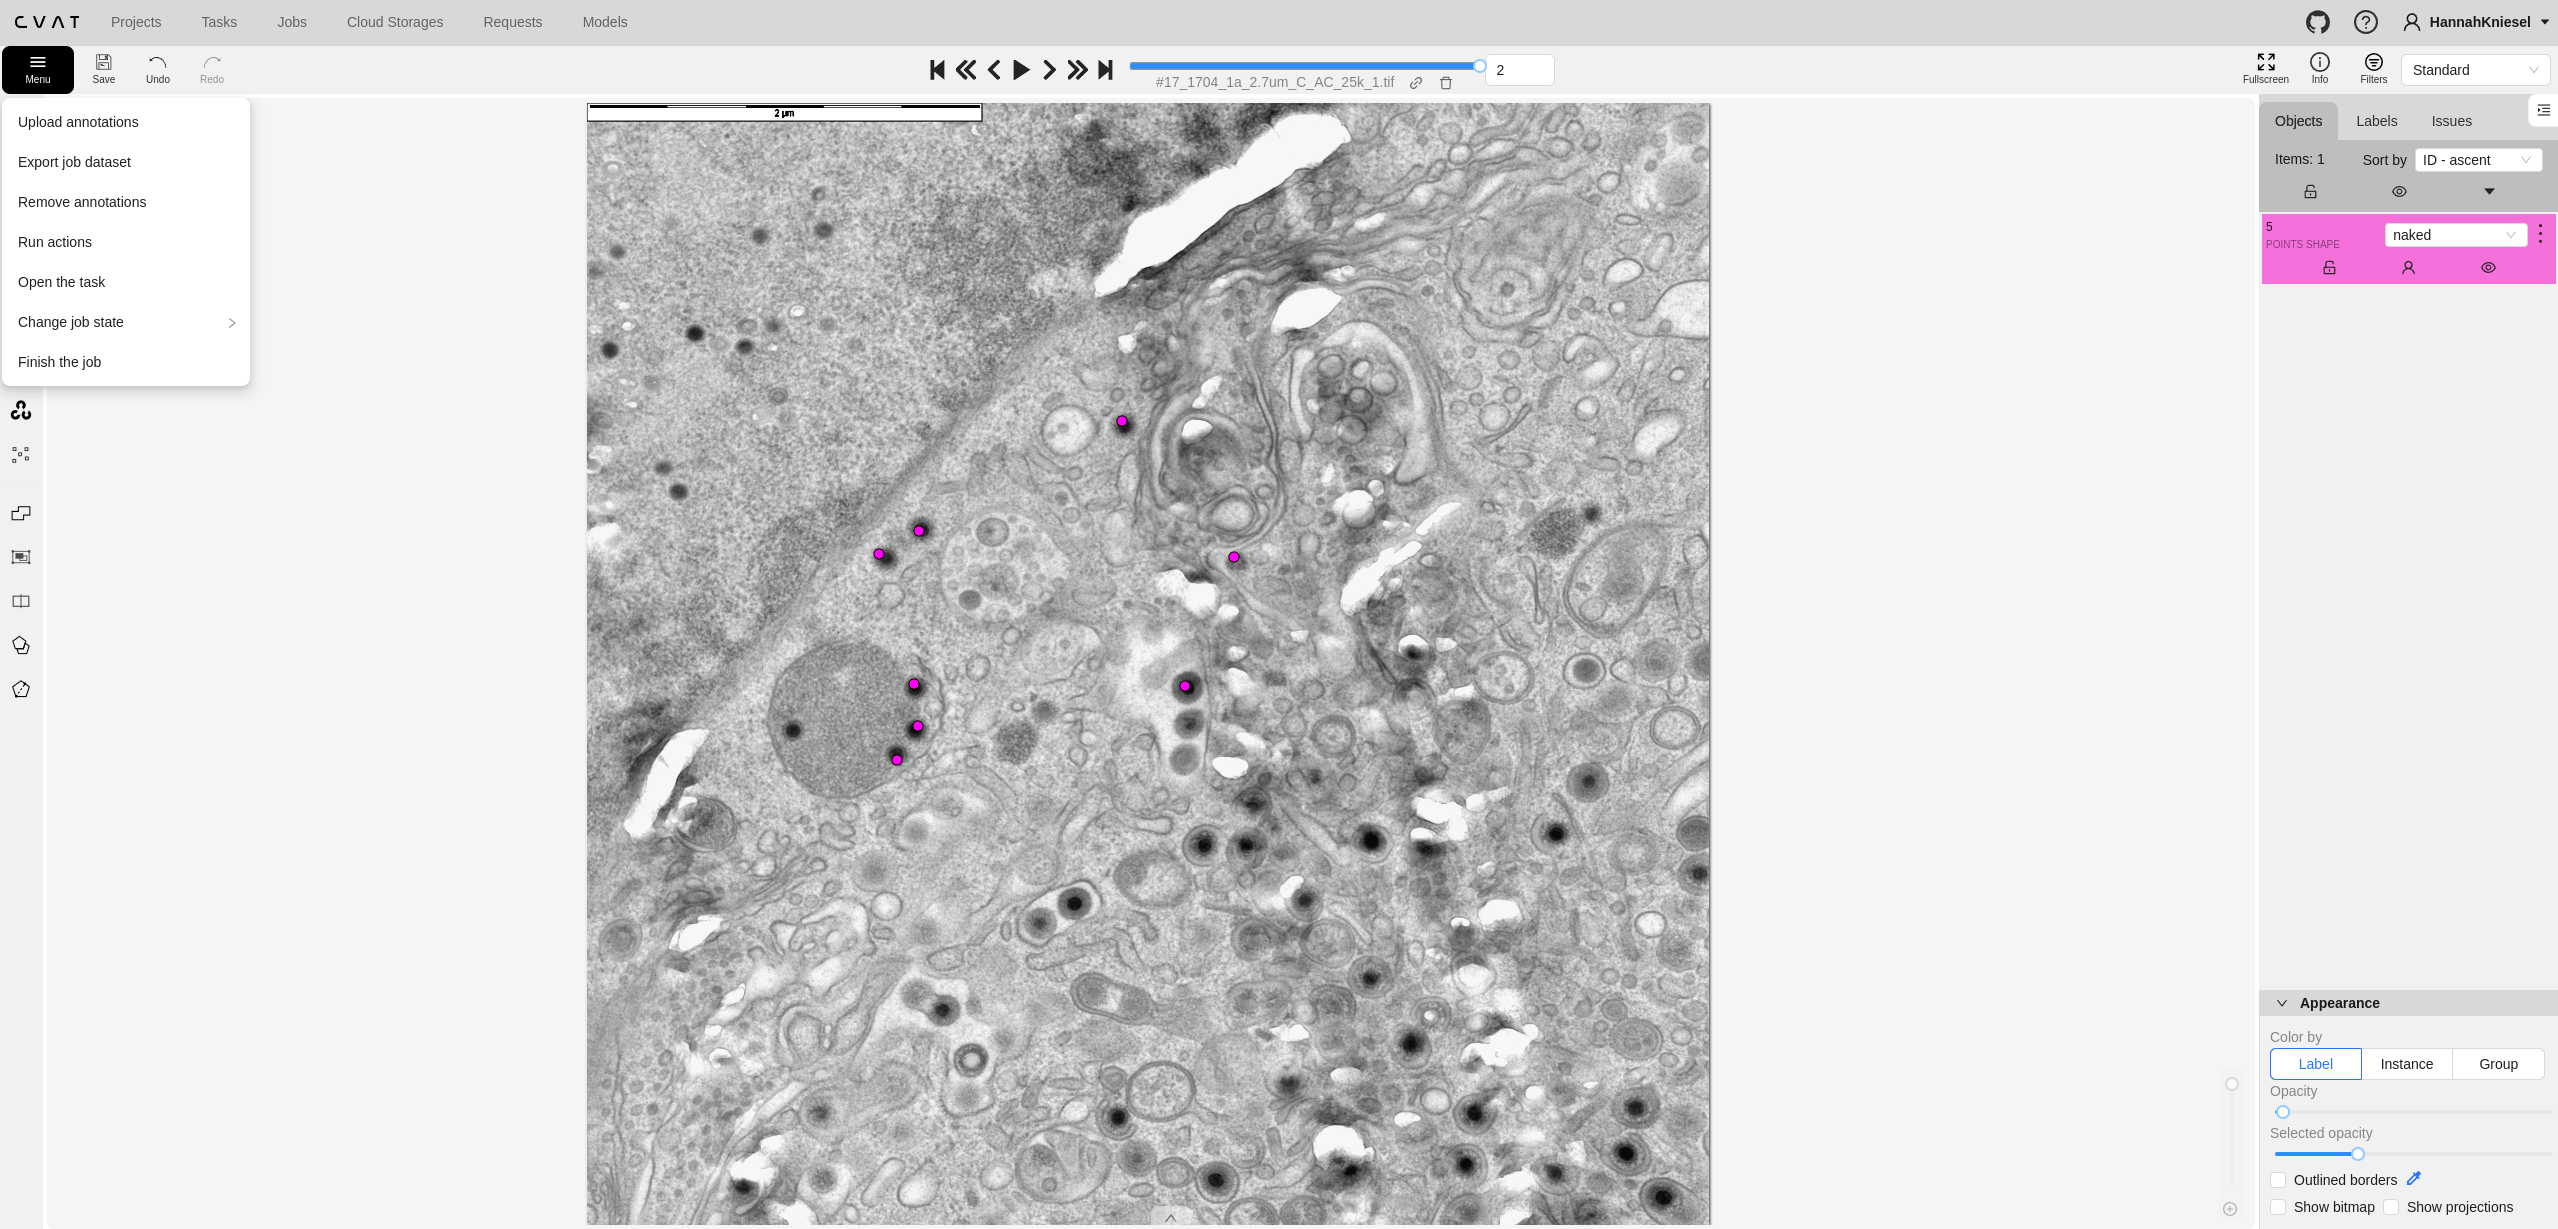 CVAT Projects Tasks Jobs Cloud Storages Requests Models HannahKniesel
Menu Save Undo Redo 2 Fullscreen Info Filters Standard
#17_1704_1a_2.7um_C_AC_25k_1.tif
Upload annotations
Export job dataset
Remove annotations
Run actions
Open the task
Change job state
Finish the job
2 µm
Objects Labels Issues
Items: 1 Sort by ID - ascent
5 naked
POINTS SHAPE
Appearance
Color by
Label Instance Group
Opacity
Selected opacity
Outlined borders
Show bitmap Show projections